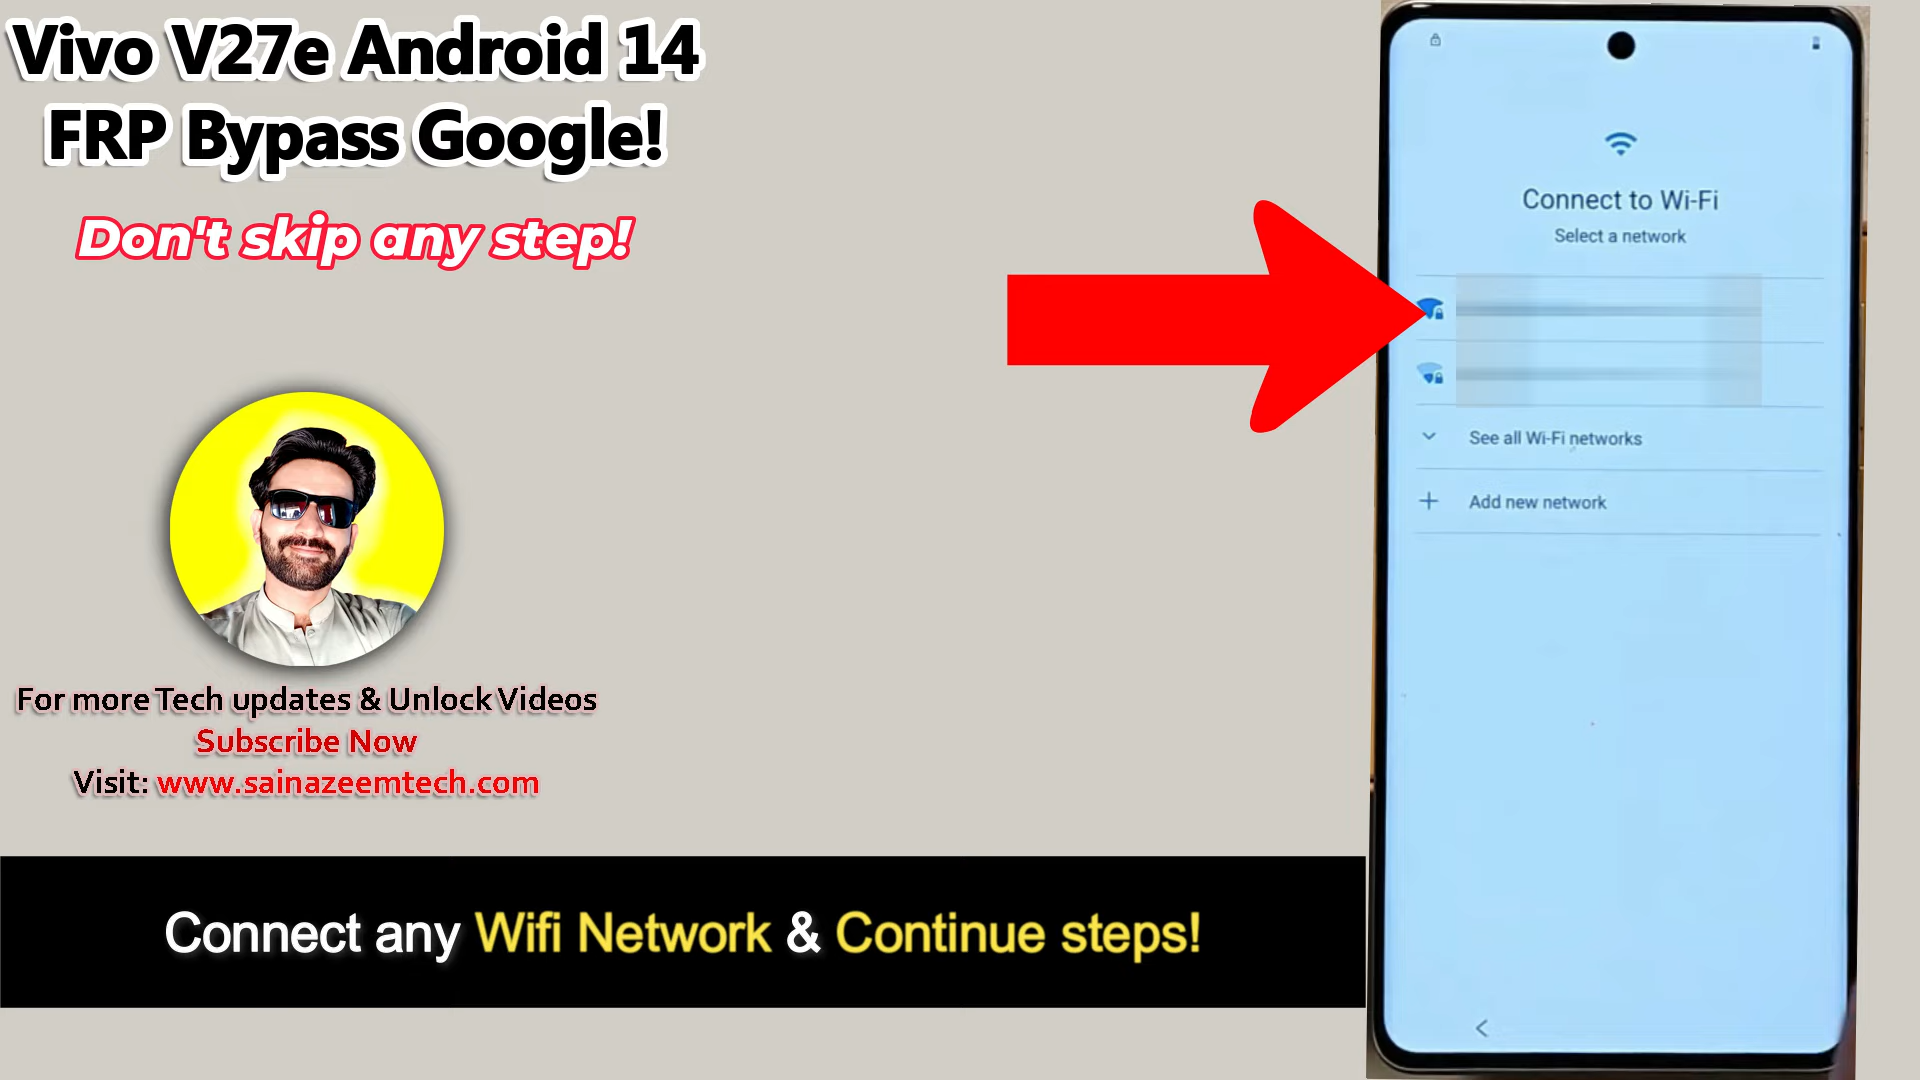 Vivo V27e Android 14
FRP Bypass Google!
Don't skip any step!
For more Tech updates & Unlock Videos
Subscribe Now
Visit: www.sainazeemtech.com
Connect any Wifi Network & Continue steps!
Connect to Wi-Fi
Select a network
See all Wi-Fi networks
Add new network